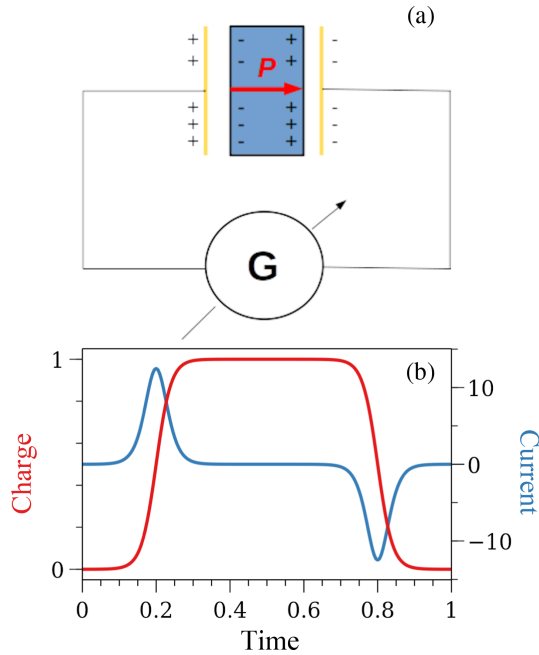 (a)
+ - + -
+ - + -
P
+ - + -
+ - + -
+ - + -
G
(b)
1
0
Charge
10
0
−10
Current
0 0.2 0.4 0.6 0.8 1
Time